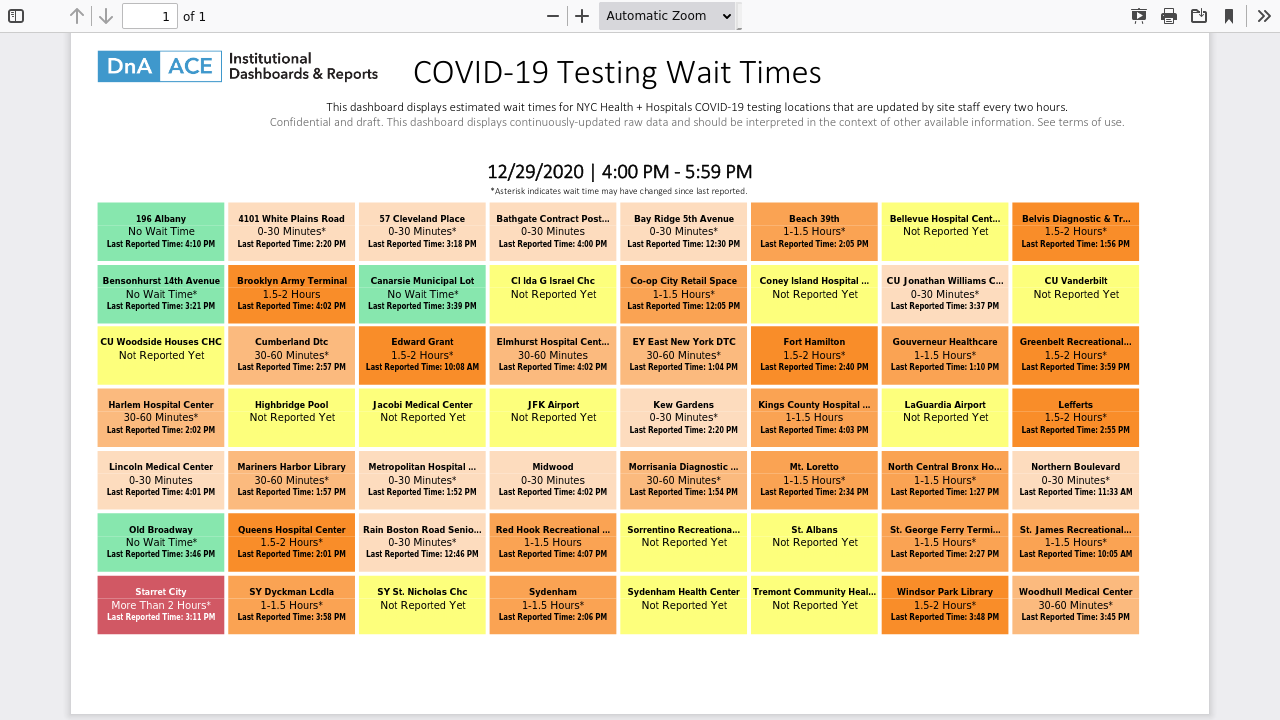 1 of 1
Automatic Zoom
DnA ACE Institutional
Dashboards & Reports
COVID-19 Testing Wait Times
This dashboard displays estimated wait times for NYC Health + Hospitals COVID-19 testing locations that are updated by site staff every two hours.
Confidential and draft. This dashboard displays continuously-updated raw data and should be interpreted in the context of other available information. See terms of use.
12/29/2020 | 4:00 PM - 5:59 PM
*Asterisk indicates wait time may have changed since last reported.
196 Albany
No Wait Time
Last Reported Time: 4:10 PM
4101 White Plains Road
0-30 Minutes*
Last Reported Time: 2:20 PM
57 Cleveland Place
0-30 Minutes*
Last Reported Time: 3:18 PM
Bathgate Contract Post...
0-30 Minutes
Last Reported Time: 4:00 PM
Bay Ridge 5th Avenue
0-30 Minutes*
Last Reported Time: 12:30 PM
Beach 39th
1-1.5 Hours*
Last Reported Time: 2:05 PM
Bellevue Hospital Cent...
Not Reported Yet
Belvis Diagnostic & Tr...
1.5-2 Hours*
Last Reported Time: 1:56 PM
Bensonhurst 14th Avenue
No Wait Time*
Last Reported Time: 3:21 PM
Brooklyn Army Terminal
1.5-2 Hours
Last Reported Time: 4:02 PM
Canarsie Municipal Lot
No Wait Time*
Last Reported Time: 3:39 PM
CI Ida G Israel Chc
Not Reported Yet
Co-op City Retail Space
1-1.5 Hours*
Last Reported Time: 12:05 PM
Coney Island Hospital ...
Not Reported Yet
CU Jonathan Williams C...
0-30 Minutes*
Last Reported Time: 3:37 PM
CU Vanderbilt
Not Reported Yet
CU Woodside Houses CHC
Not Reported Yet
Cumberland Dtc
30-60 Minutes*
Last Reported Time: 2:57 PM
Edward Grant
1.5-2 Hours*
Last Reported Time: 10:08 AM
Elmhurst Hospital Cent...
30-60 Minutes
Last Reported Time: 4:02 PM
EY East New York DTC
30-60 Minutes*
Last Reported Time: 1:04 PM
Fort Hamilton
1.5-2 Hours*
Last Reported Time: 2:40 PM
Gouverneur Healthcare
1-1.5 Hours*
Last Reported Time: 1:10 PM
Greenbelt Recreational...
1.5-2 Hours*
Last Reported Time: 3:59 PM
Harlem Hospital Center
30-60 Minutes*
Last Reported Time: 2:02 PM
Highbridge Pool
Not Reported Yet
Jacobi Medical Center
Not Reported Yet
JFK Airport
Not Reported Yet
Kew Gardens
0-30 Minutes*
Last Reported Time: 2:20 PM
Kings County Hospital ...
1-1.5 Hours
Last Reported Time: 4:03 PM
LaGuardia Airport
Not Reported Yet
Lefferts
1.5-2 Hours*
Last Reported Time: 2:55 PM
Lincoln Medical Center
0-30 Minutes
Last Reported Time: 4:01 PM
Mariners Harbor Library
30-60 Minutes*
Last Reported Time: 1:57 PM
Metropolitan Hospital ...
0-30 Minutes*
Last Reported Time: 1:52 PM
Midwood
0-30 Minutes
Last Reported Time: 4:02 PM
Morrisania Diagnostic ...
30-60 Minutes*
Last Reported Time: 1:54 PM
Mt. Loretto
1-1.5 Hours*
Last Reported Time: 2:34 PM
North Central Bronx Ho...
1-1.5 Hours*
Last Reported Time: 1:27 PM
Northern Boulevard
0-30 Minutes*
Last Reported Time: 11:33 AM
Old Broadway
No Wait Time*
Last Reported Time: 3:46 PM
Queens Hospital Center
1.5-2 Hours*
Last Reported Time: 2:01 PM
Rain Boston Road Senio...
0-30 Minutes*
Last Reported Time: 12:46 PM
Red Hook Recreational ...
1-1.5 Hours
Last Reported Time: 4:07 PM
Sorrentino Recreationa...
Not Reported Yet
St. Albans
Not Reported Yet
St. George Ferry Termi...
1-1.5 Hours*
Last Reported Time: 2:27 PM
St. James Recreational...
1-1.5 Hours*
Last Reported Time: 10:05 AM
Starret City
More Than 2 Hours*
Last Reported Time: 3:11 PM
SY Dyckman Lcdla
1-1.5 Hours*
Last Reported Time: 3:58 PM
SY St. Nicholas Chc
Not Reported Yet
Sydenham
1-1.5 Hours*
Last Reported Time: 2:06 PM
Sydenham Health Center
Not Reported Yet
Tremont Community Heal...
Not Reported Yet
Windsor Park Library
1.5-2 Hours*
Last Reported Time: 3:48 PM
Woodhull Medical Center
30-60 Minutes*
Last Reported Time: 3:45 PM